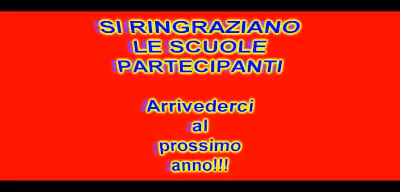 SI RINGRAZIANO
LE SCUOLE
PARTECIPANTI
Arrivederci
al
prossimo
anno!!!